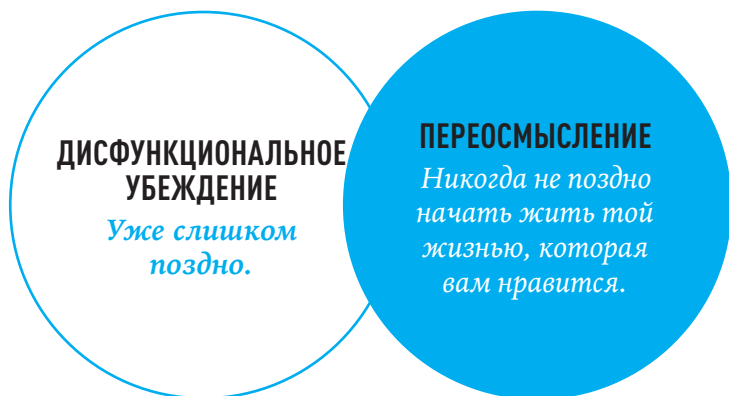 ДИСФУНКЦИОНАЛЬНОЕ
УБЕЖДЕНИЕ
Уже слишком
поздно.
ПЕРЕОСМЫСЛЕНИЕ
Никогда не поздно
начать жить той
жизнью, которая
вам нравится.